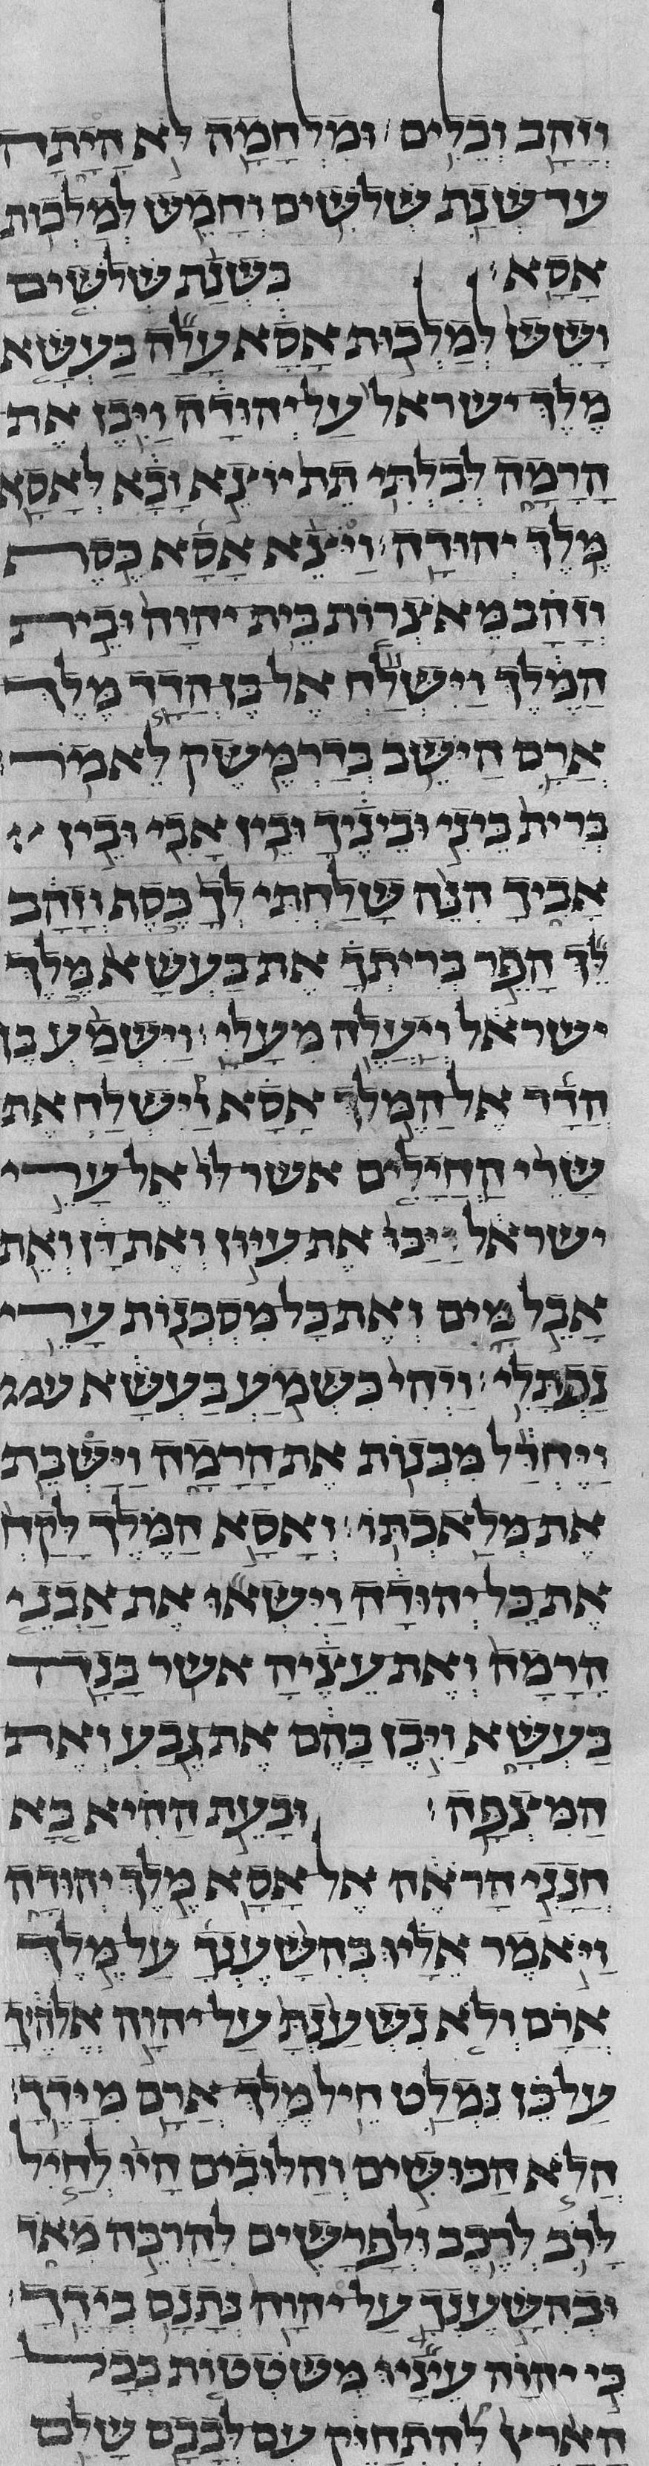 וזהב וכלים׃ ומלחמה לא היתה
עד שנת שלשים וחמש למלכות
אסא׃ בשנת שלשים
ושש למלכות אסא עלה בעשא
מלך ישראל על יהודה ויבן את
הרמה לבלתי תת יוצא ובא לאסא
מלך יהודה׃ ויצא אסא כסף
וזהב מאצרות בית יהוה ובית
המלך וישלח אל בן הדד מלך
ארם הישב בדרמשק לאמר׃
ברית ביני וביניך ובין אבי ובין
אביך הנה שלחתי לך כסף וזהב
לך הפר בריתך את בעשא מלך
ישראל ויעלה מעלי׃ וישמע בן
הדד אל המלך אסא וישלח את
שרי החילים אשר לו אל ערי
ישראל ויכו את עיון ואת דן ואת
אבל מים ואת כל מסכנות ערי
נפתלי׃ ויהי כשמע בעשא
ויחדל מבנות את הרמה וישבת
את מלאכתו׃ ואסא המלך לקח
את כל יהודה וישאו את אבני
הרמה ואת עציה אשר בנה
בעשא ויבן בהם את גבע ואת
המצפה׃ ובעת ההיא בא
חנני הראה אל אסא מלך יהודה
ויאמר אליו בהשענך על מלך
ארם ולא נשענת על יהוה אלהיך
על כן נמלט חיל מלך ארם מידך׃
הלא הכושים והלובים היו לחיל
לרב לרכב ולפרשים להרבה מאד
ובהשענך על יהוה נתנם בידך׃
כי יהוה עיניו משטטות בכל
הארץ להתחזק עם לבבם שלם